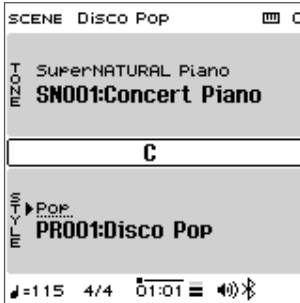 SCENE Disco Pop
TONE
SuperNATURAL Piano
SN001:Concert Piano
C
STYLE
Pop
PR001:Disco Pop
♩=115 4/4 01:01